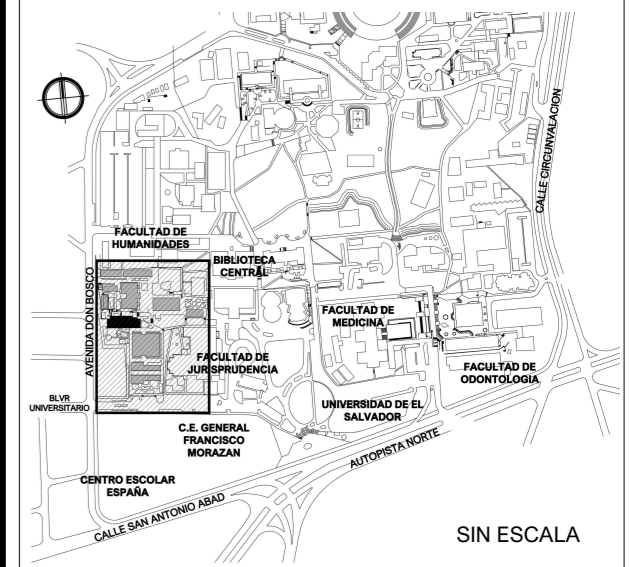 CALLE CIRCUNVALACION
FACULTAD DE
HUMANIDADES
BIBLIOTECA
CENTRAL
AVENIDA DON BOSCO
FACULTAD DE
MEDICINA
FACULTAD DE
JURISPRUDENCIA
FACULTAD DE
ODONTOLOGIA
BLVR
UNIVERSITARIO
UNIVERSIDAD DE EL
SALVADOR
C.E. GENERAL
FRANCISCO
MORAZAN
AUTOPISTA NORTE
CENTRO ESCOLAR
ESPAÑA
CALLE SAN ANTONIO ABAD
SIN ESCALA